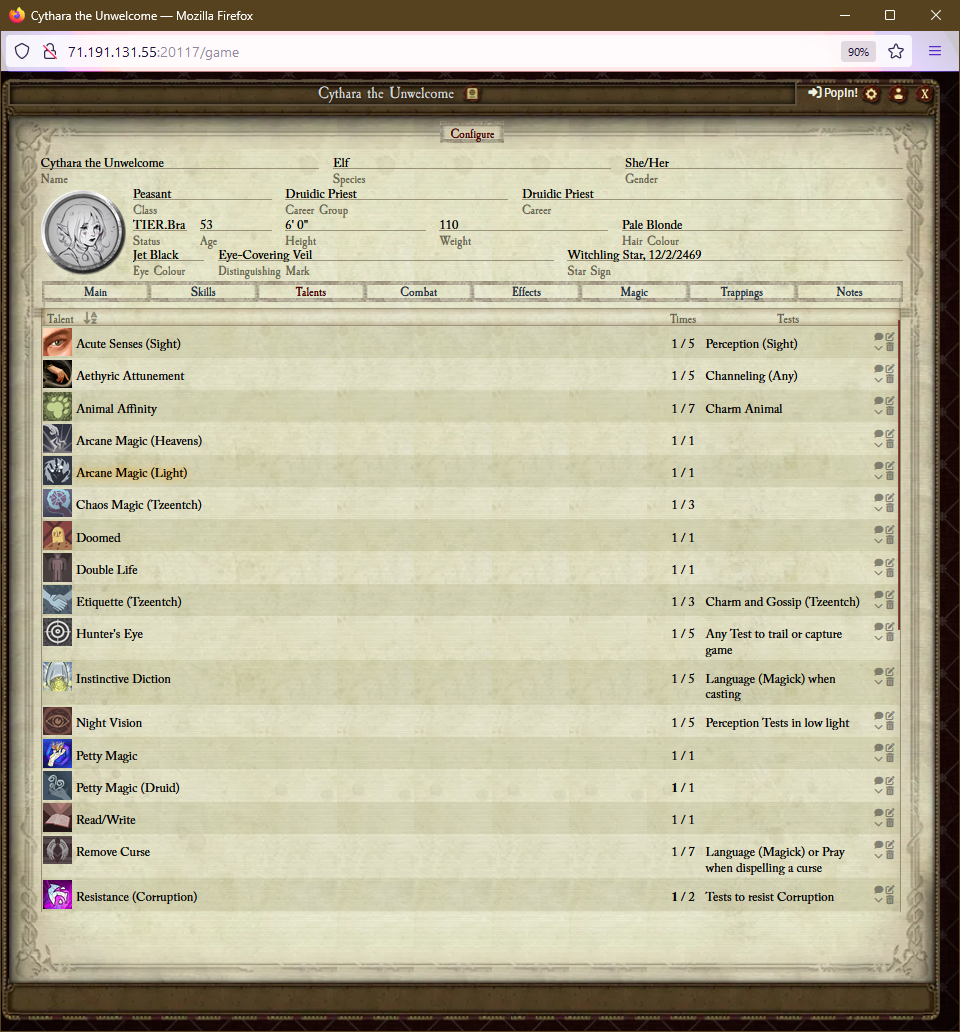 Cythara the Unwelcome — Mozilla Firefox
71.191.131.55:20117/game
90%
Cythara the Unwelcome
PopIn!
X
Configure
Cythara the Unwelcome Elf She/Her
Name Species Gender
Peasant Druidic Priest Druidic Priest
Class Career Group Career
TIER.Bra 53 6' 0" 110 Pale Blonde
Status Age Height Weight Hair Colour
Jet Black Eye-Covering Veil Witchling Star, 12/2/2469
Eye Colour Distinguishing Mark Star Sign
Main Skills Talents Combat Effects Magic Trappings Notes
Talent Times Tests
Acute Senses (Sight) 1 / 5 Perception (Sight)
Aethyric Attunement 1 / 5 Channeling (Any)
Animal Affinity 1 / 7 Charm Animal
Arcane Magic (Heavens) 1 / 1
Arcane Magic (Light) 1 / 1
Chaos Magic (Tzeentch) 1 / 3
Doomed 1 / 1
Double Life 1 / 1
Etiquette (Tzeentch) 1 / 3 Charm and Gossip (Tzeentch)
Hunter's Eye 1 / 5 Any Test to trail or capture
game
Instinctive Diction 1 / 5 Language (Magick) when
casting
Night Vision 1 / 5 Perception Tests in low light
Petty Magic 1 / 1
Petty Magic (Druid) 1 / 1
Read/Write 1 / 1
Remove Curse 1 / 7 Language (Magick) or Pray
when dispelling a curse
Resistance (Corruption) 1 / 2 Tests to resist Corruption